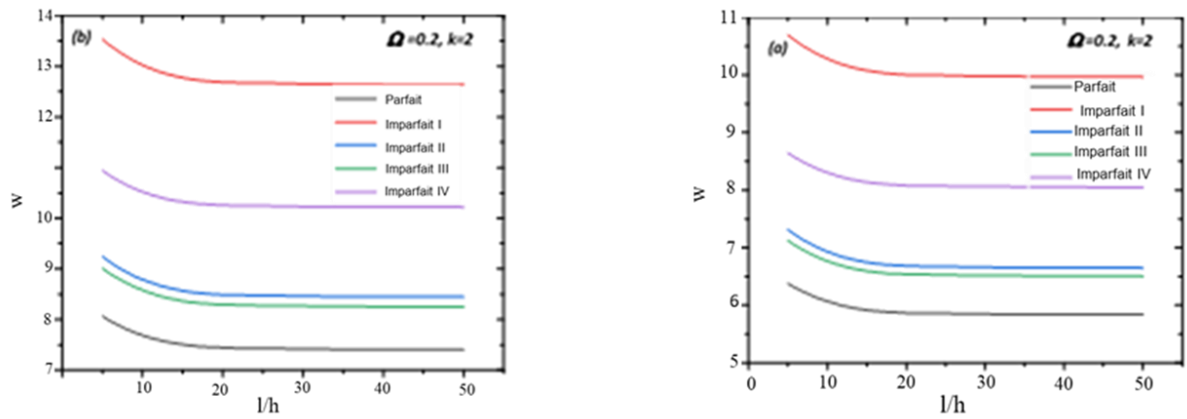 (b)
Ω=0.2, k=2
14
13
12
10
9
8
7
w
Parfait
Imparfait I
Imparfait II
Imparfait III
Imparfait IV
10
20
30
40
50
l/h
(a)
Ω=0.2, k=2
11
10
9
8
7
6
5
w
Parfait
Imparfait I
Imparfait II
Imparfait III
Imparfait IV
0
10
20
30
40
50
l/h